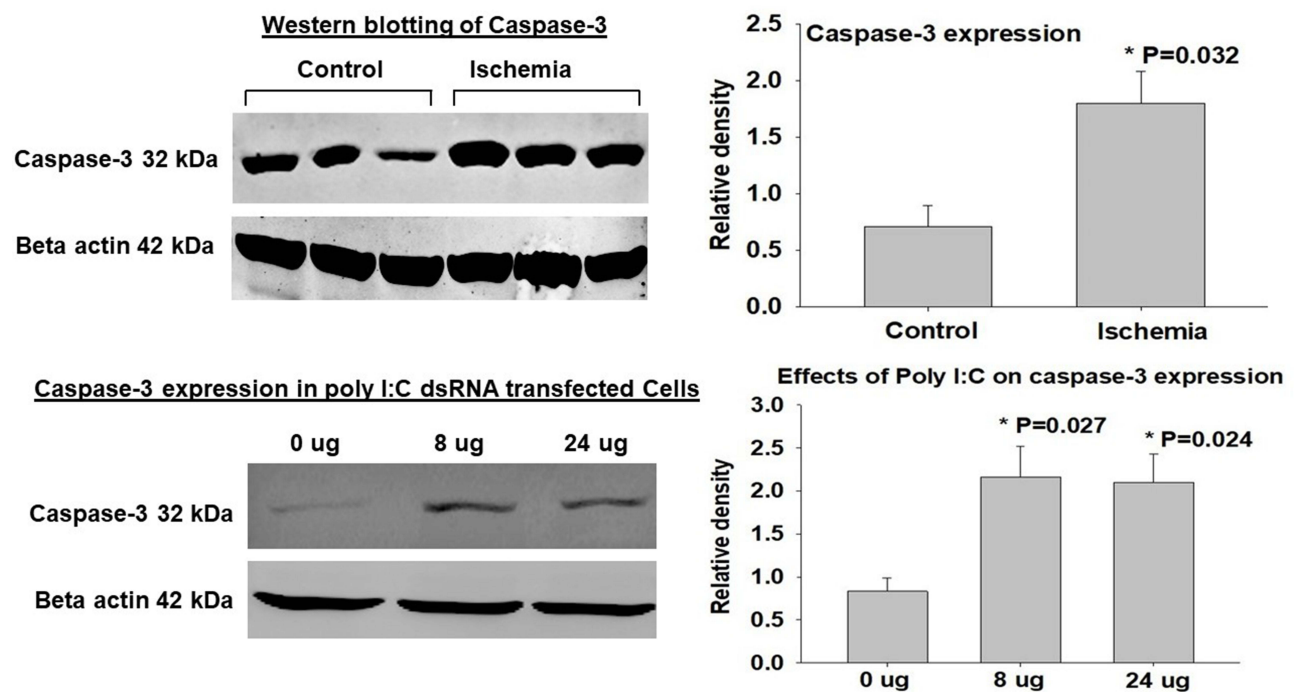 Western blotting of Caspase-3
Control Ischemia
Caspase-3 32 kDa
Beta actin 42 kDa
Caspase-3 expression
* P=0.032
Relative density
2.5
2.0
1.5
1.0
0.5
0.0
Control Ischemia
Caspase-3 expression in poly I:C dsRNA transfected Cells
0 ug 8 ug 24 ug
Caspase-3 32 kDa
Beta actin 42 kDa
Effects of Poly I:C on caspase-3 expression
* P=0.027
* P=0.024
Relative density
3.0
2.5
2.0
1.5
1.0
0.5
0.0
0 ug 8 ug 24 ug